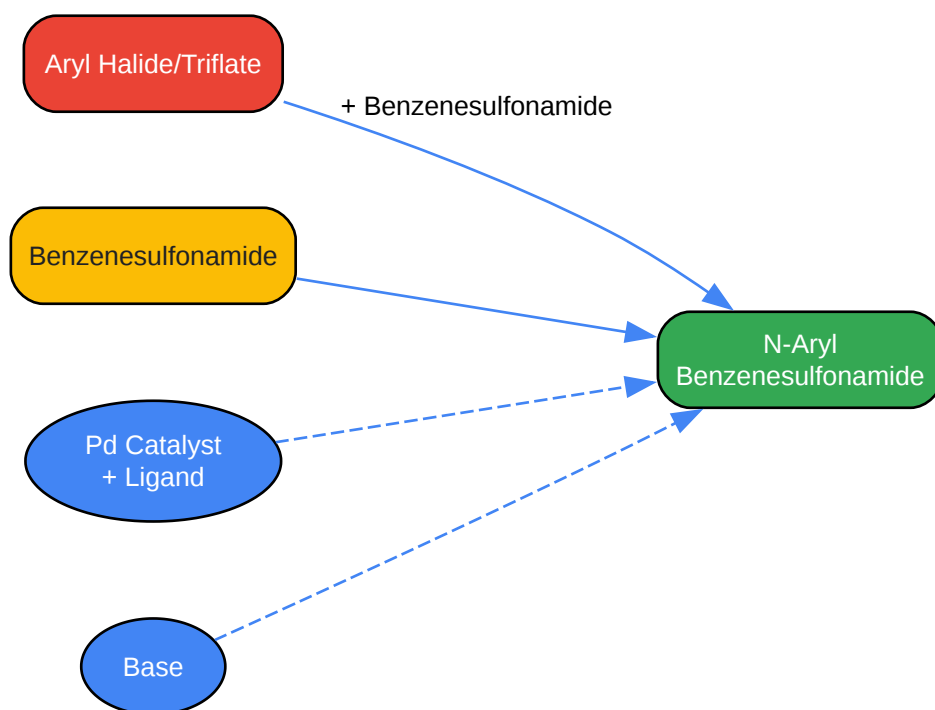 Aryl Halide/Triflate
+ Benzenesulfonamide
Benzenesulfonamide
N-Aryl
Benzenesulfonamide
Pd Catalyst
+ Ligand
Base